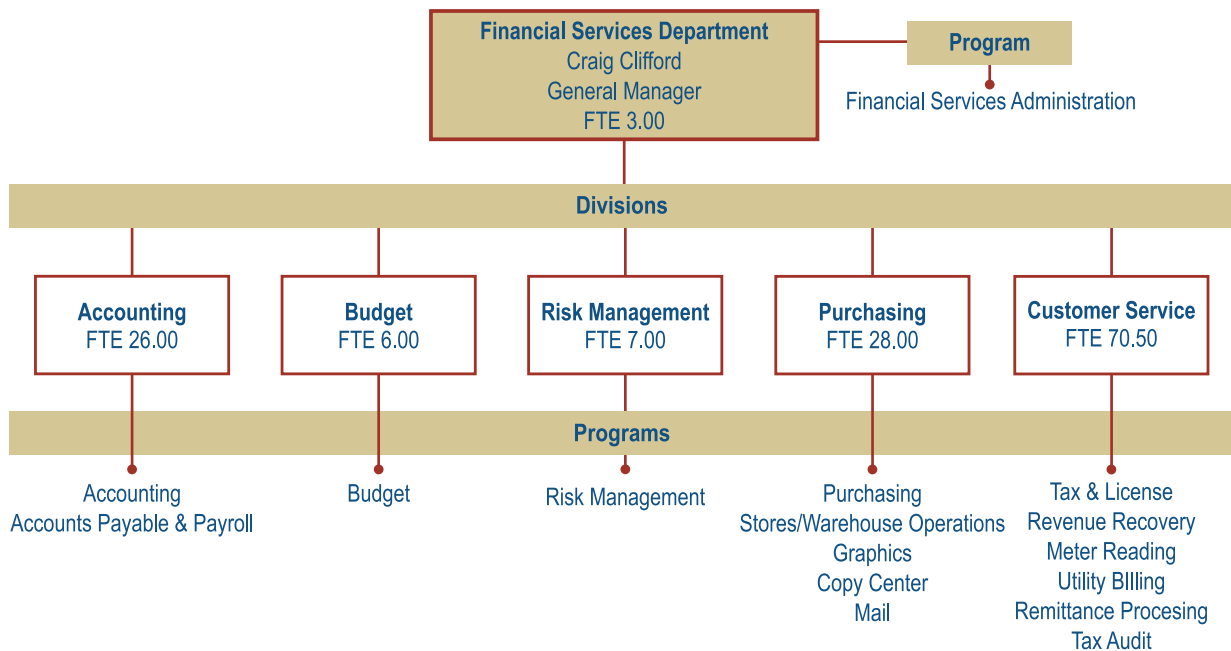 Financial Services Department
Craig Clifford
General Manager
FTE 3.00
Program
Financial Services Administration
Divisions
Accounting
FTE 26.00
Budget
FTE 6.00
Risk Management
FTE 7.00
Purchasing
FTE 28.00
Customer Service
FTE 70.50
Programs
Accounting
Accounts Payable & Payroll
Budget
Risk Management
Purchasing
Stores/Warehouse Operations
Graphics
Copy Center
Mail
Tax & License
Revenue Recovery
Meter Reading
Utility BIlling
Remittance Procesing
Tax Audit